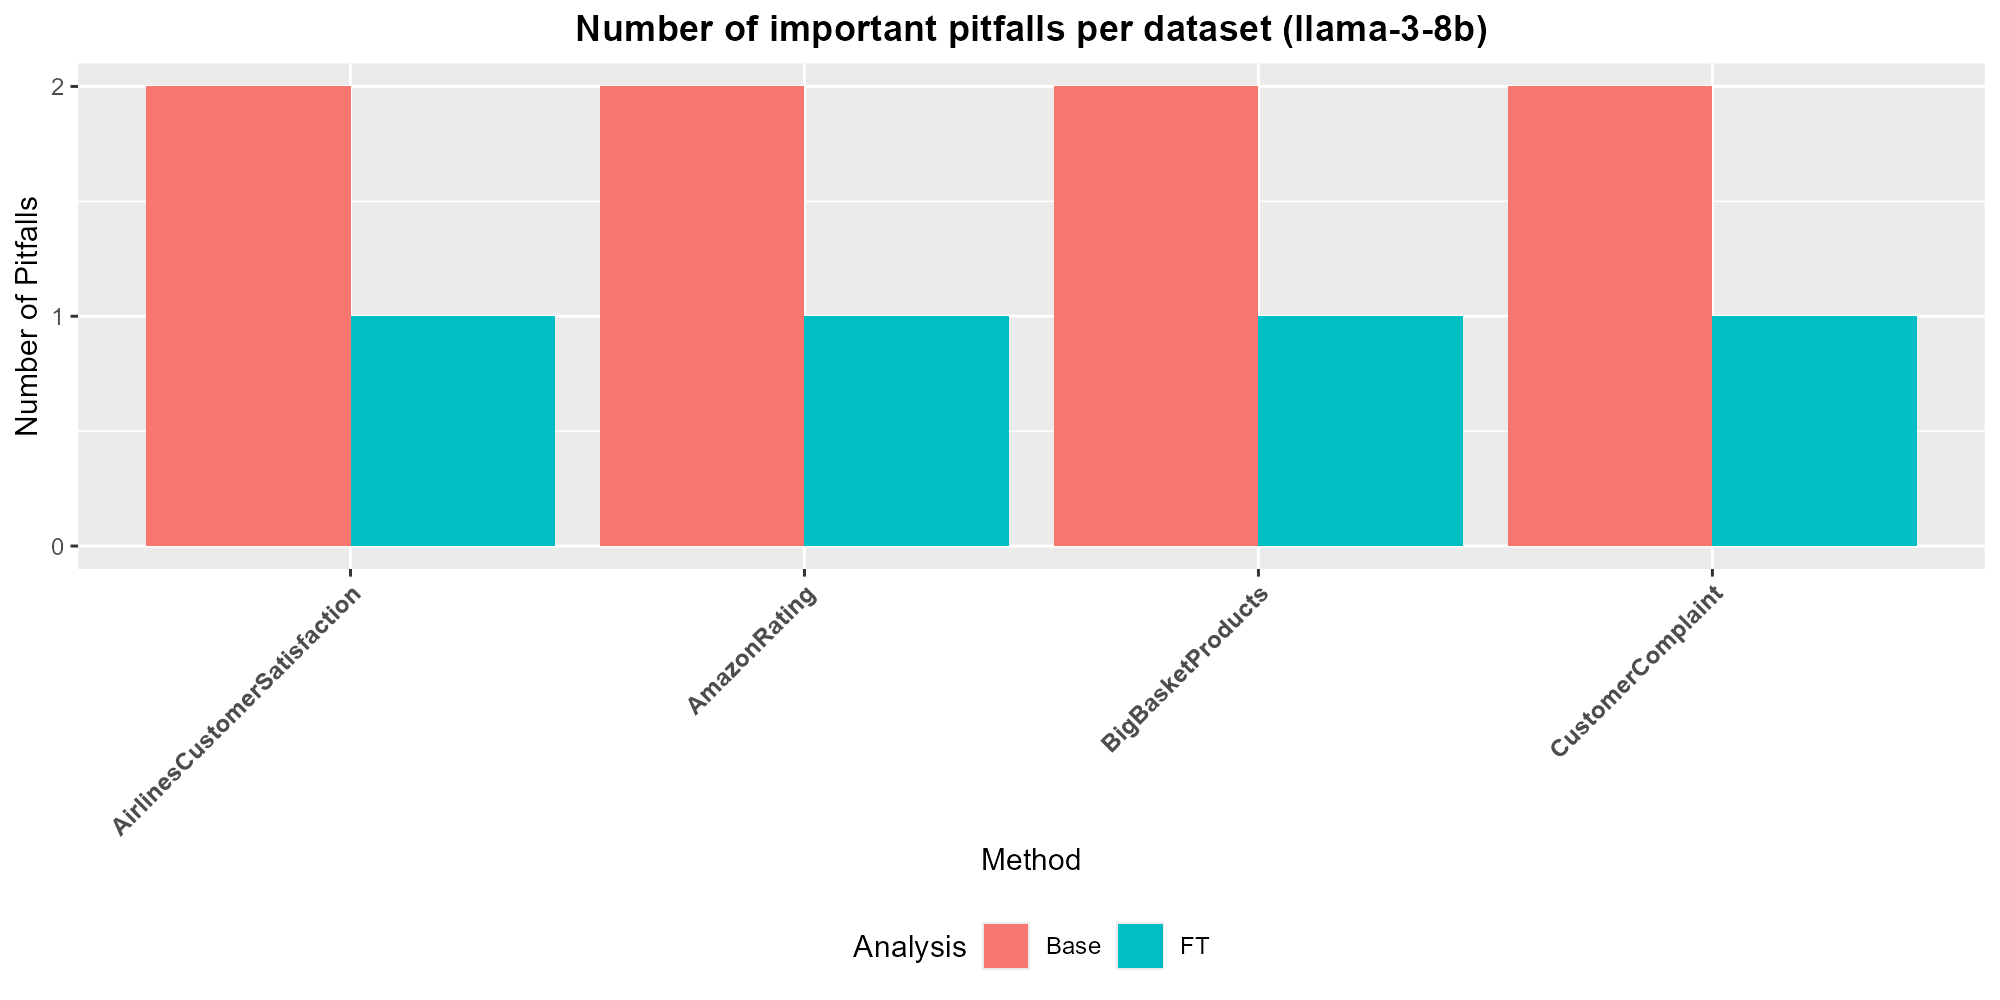 Number of important pitfalls per dataset (llama-3-8b)
Number of Pitfalls
2
1
0
AirlinesCustomerSatisfaction
AmazonRating
BigBasketProducts
CustomerComplaint
Method
Analysis Base FT